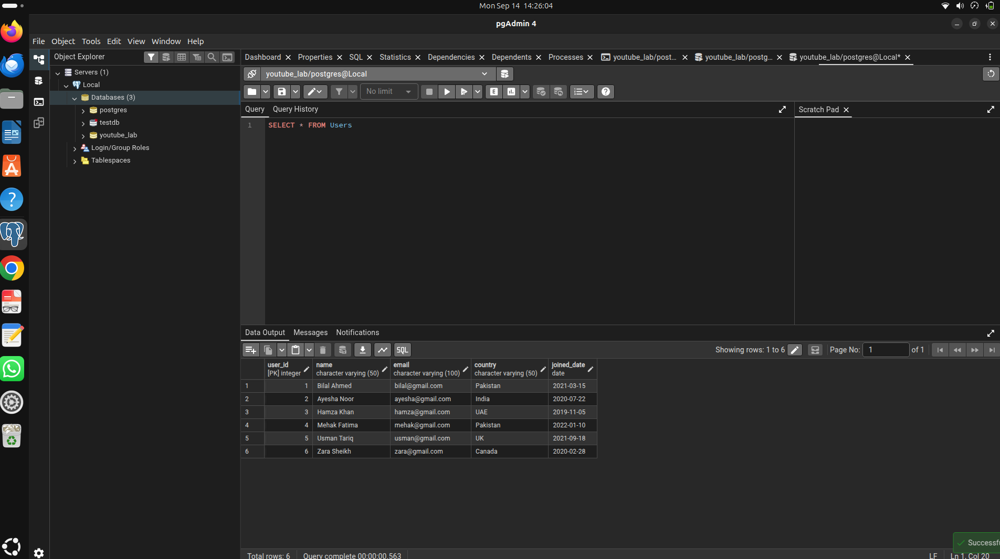 Mon Sep 14 14:26:04
pgAdmin 4
File Object Tools Edit View Window Help
Object Explorer
Dashboard Properties SQL Statistics Dependencies Dependents Processes youtube_lab/post... youtube_lab/postg... youtube_lab/postgres@Local*
Servers (1)
Local
Databases (3)
postgres
testdb
youtube_lab
Login/Group Roles
Tablespaces
youtube_lab/postgres@Local
No limit
E
Query Query History
Scratch Pad
1 SELECT * FROM Users
Data Output Messages Notifications
SQL
Showing rows: 1 to 6 Page No: 1 of 1
user_id name email country joined_date
[PK] integer character varying (50) character varying (100) character varying (50) date
1 1 Bilal Ahmed bilal@gmail.com Pakistan 2021-03-15
2 2 Ayesha Noor ayesha@gmail.com India 2020-07-22
3 3 Hamza Khan hamza@gmail.com UAE 2019-11-05
4 4 Mehak Fatima mehak@gmail.com Pakistan 2022-01-10
5 5 Usman Tariq usman@gmail.com UK 2021-09-18
6 6 Zara Sheikh zara@gmail.com Canada 2020-02-28
Successfu
Total rows: 6 Query complete 00:00:00.563 LF Ln 1, Col 20